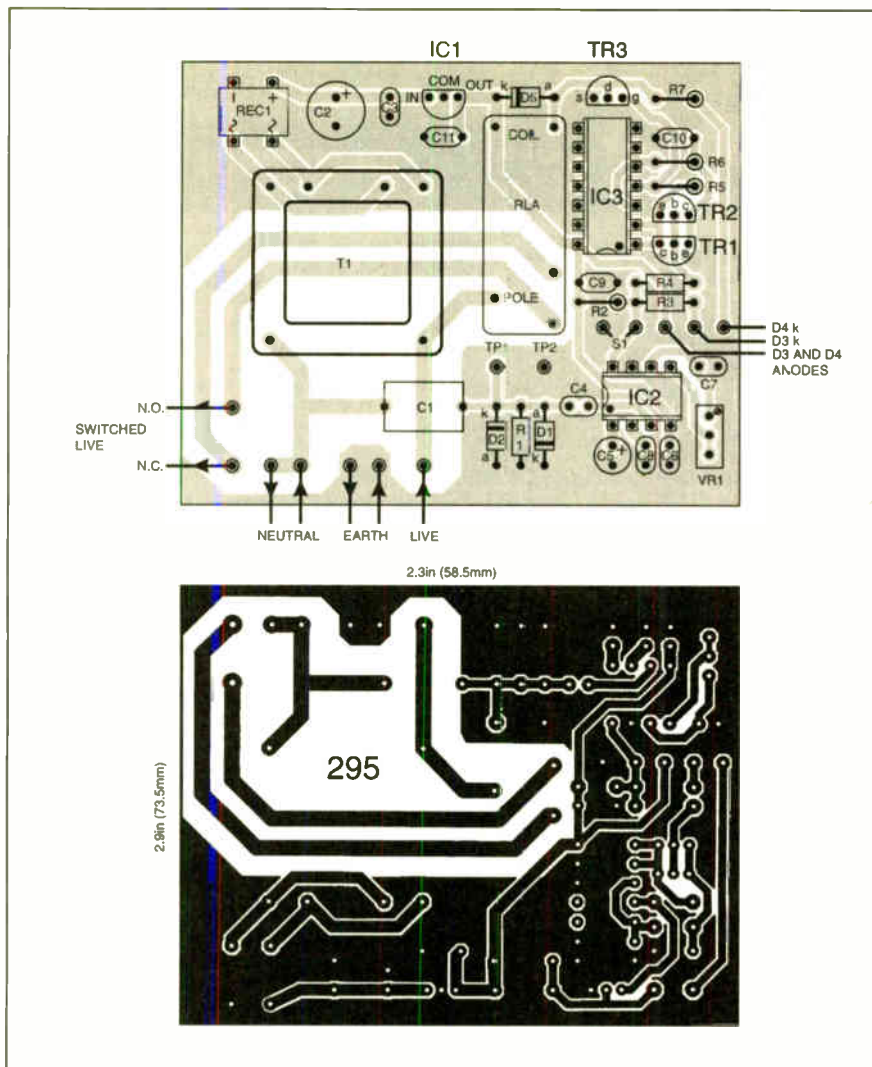 IC1 TR3
COM
IN OUT k a s d g R7
REC1 C2 + C3 D5
C11 COIL C10
R6
IC3 R5
e b c TR2
RLA
c b e TR1
T1
C9 R4
POLE R2 R3
S1 D4 k
D3 k
TP1 TP2 D3 AND D4
ANODES
C7
N.O. C1 C4 IC2
SWITCHED
LIVE
k a
D2 R1 D1
a k
N.C. C5 + C8 C6 VR1
NEUTRAL EARTH LIVE
2.3in (58.5mm)
295
2.9in (73.5mm)